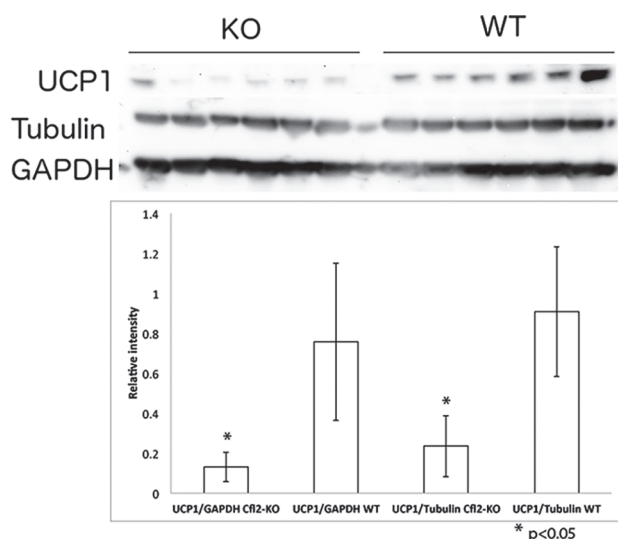 KO WT
UCP1
Tubulin
GAPDH
1.4
1.2
1
0.8
0.6
0.4
0.2
0
Relative intensity
*
*
UCP1/GAPDH Cfl2-KO UCP1/GAPDH WT UCP1/Tubulin Cfl2-KO UCP1/Tubulin WT
* p<0.05